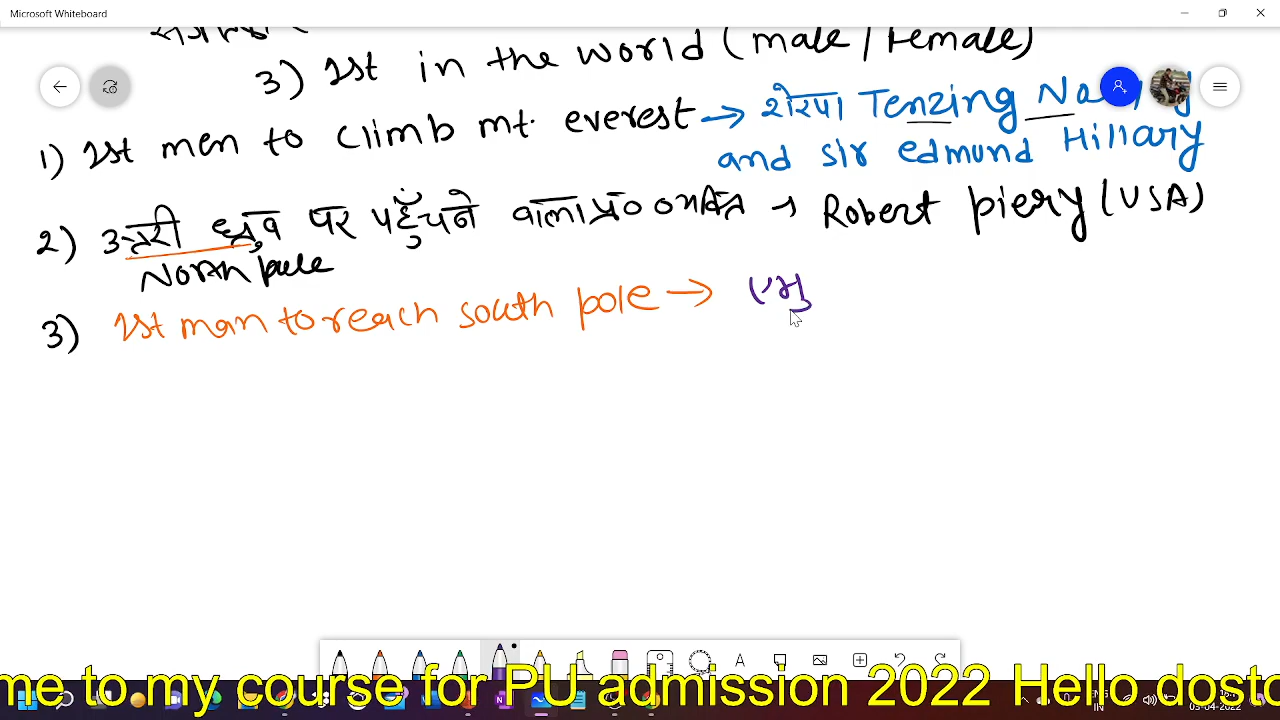 Microsoft Whiteboard
3) 1st in the world (male / Female)
1) 1st men to climb mt. everest → शेरपा Tenzing
and sir edmund Hillary
2) उत्तरी ध्रुव पर पहुँचने वाला प्र० व्यक्ति → Robert piery (USA)
North pole
3) 1st man to reach south pole →
me to my course for PU admission 2022 Hello dosto